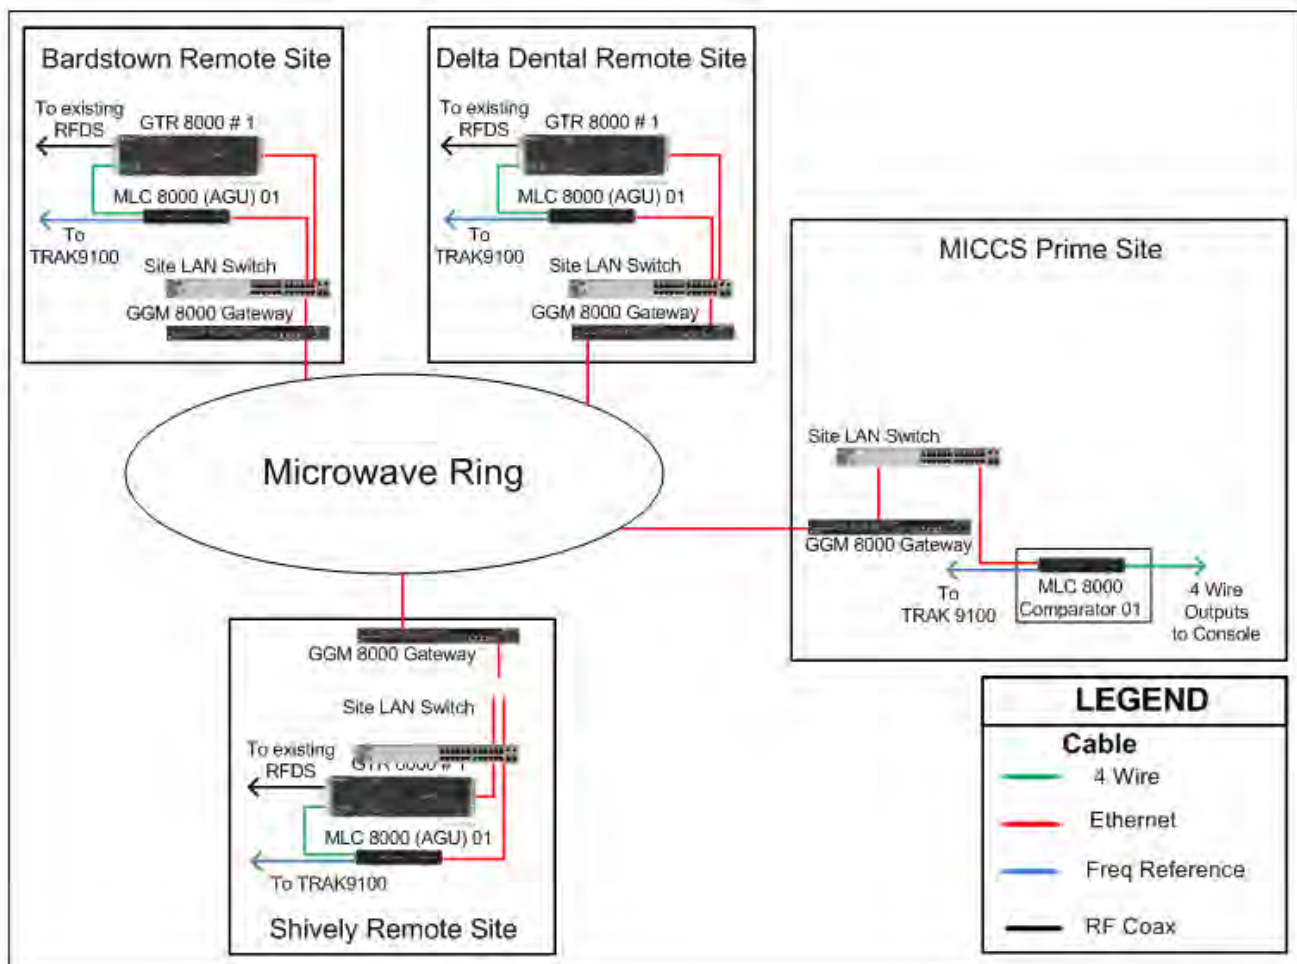 Bardstown Remote Site
To existing
RFDS
GTR 8000 # 1
MLC 8000 (AGU) 01
To
TRAK9100
Site LAN Switch
GGM 8000 Gateway
Delta Dental Remote Site
To existing
RFDS
GTR 8000 # 1
MLC 8000 (AGU) 01
To
TRAK9100
Site LAN Switch
GGM 8000 Gateway
MICCS Prime Site
Site LAN Switch
GGM 8000 Gateway
To
TRAK 9100
MLC 8000
Comparator 01
4 Wire
Outputs
to Console
Microwave Ring
GGM 8000 Gateway
Site LAN Switch
To existing
RFDS
GTR 8000 # 1
MLC 8000 (AGU) 01
To TRAK9100
Shively Remote Site
LEGEND
Cable
4 Wire
Ethernet
Freq Reference
RF Coax